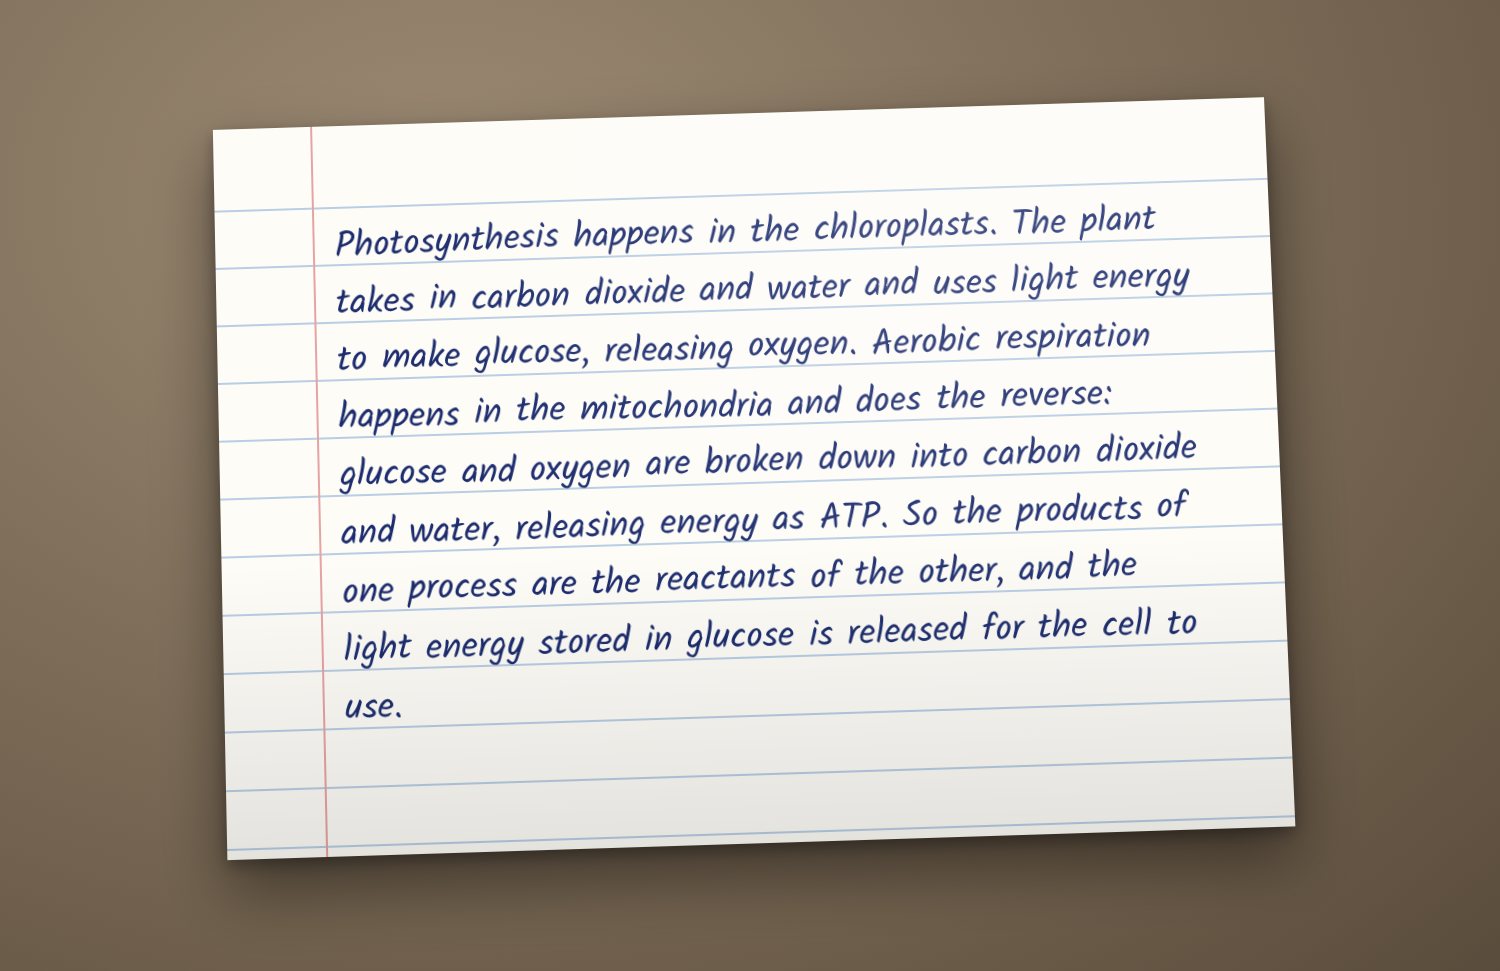 Photosynthesis happens in the chloroplasts. The plant
takes in carbon dioxide and water and uses light energy
to make glucose, releasing oxygen. Aerobic respiration
happens in the mitochondria and does the reverse:
glucose and oxygen are broken down into carbon dioxide
and water, releasing energy as ATP. So the products of
one process are the reactants of the other, and the
light energy stored in glucose is released for the cell to
use.